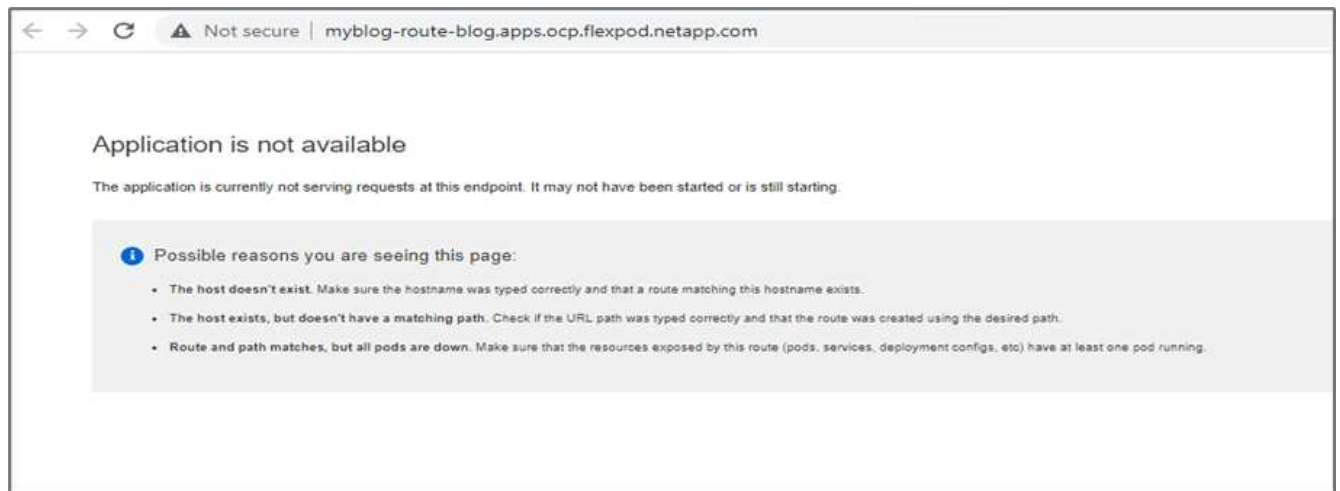 Not secure | myblog-route-blog.apps.ocp.flexpod.netapp.com
Application is not available
The application is currently not serving requests at this endpoint. It may not have been started or is still starting.
Possible reasons you are seeing this page:
• The host doesn't exist. Make sure the hostname was typed correctly and that a route matching this hostname exists.
• The host exists, but doesn't have a matching path. Check if the URL path was typed correctly and that the route was created using the desired path.
• Route and path matches, but all pods are down. Make sure that the resources exposed by this route (pods, services, deployment configs, etc) have at least one pod running.